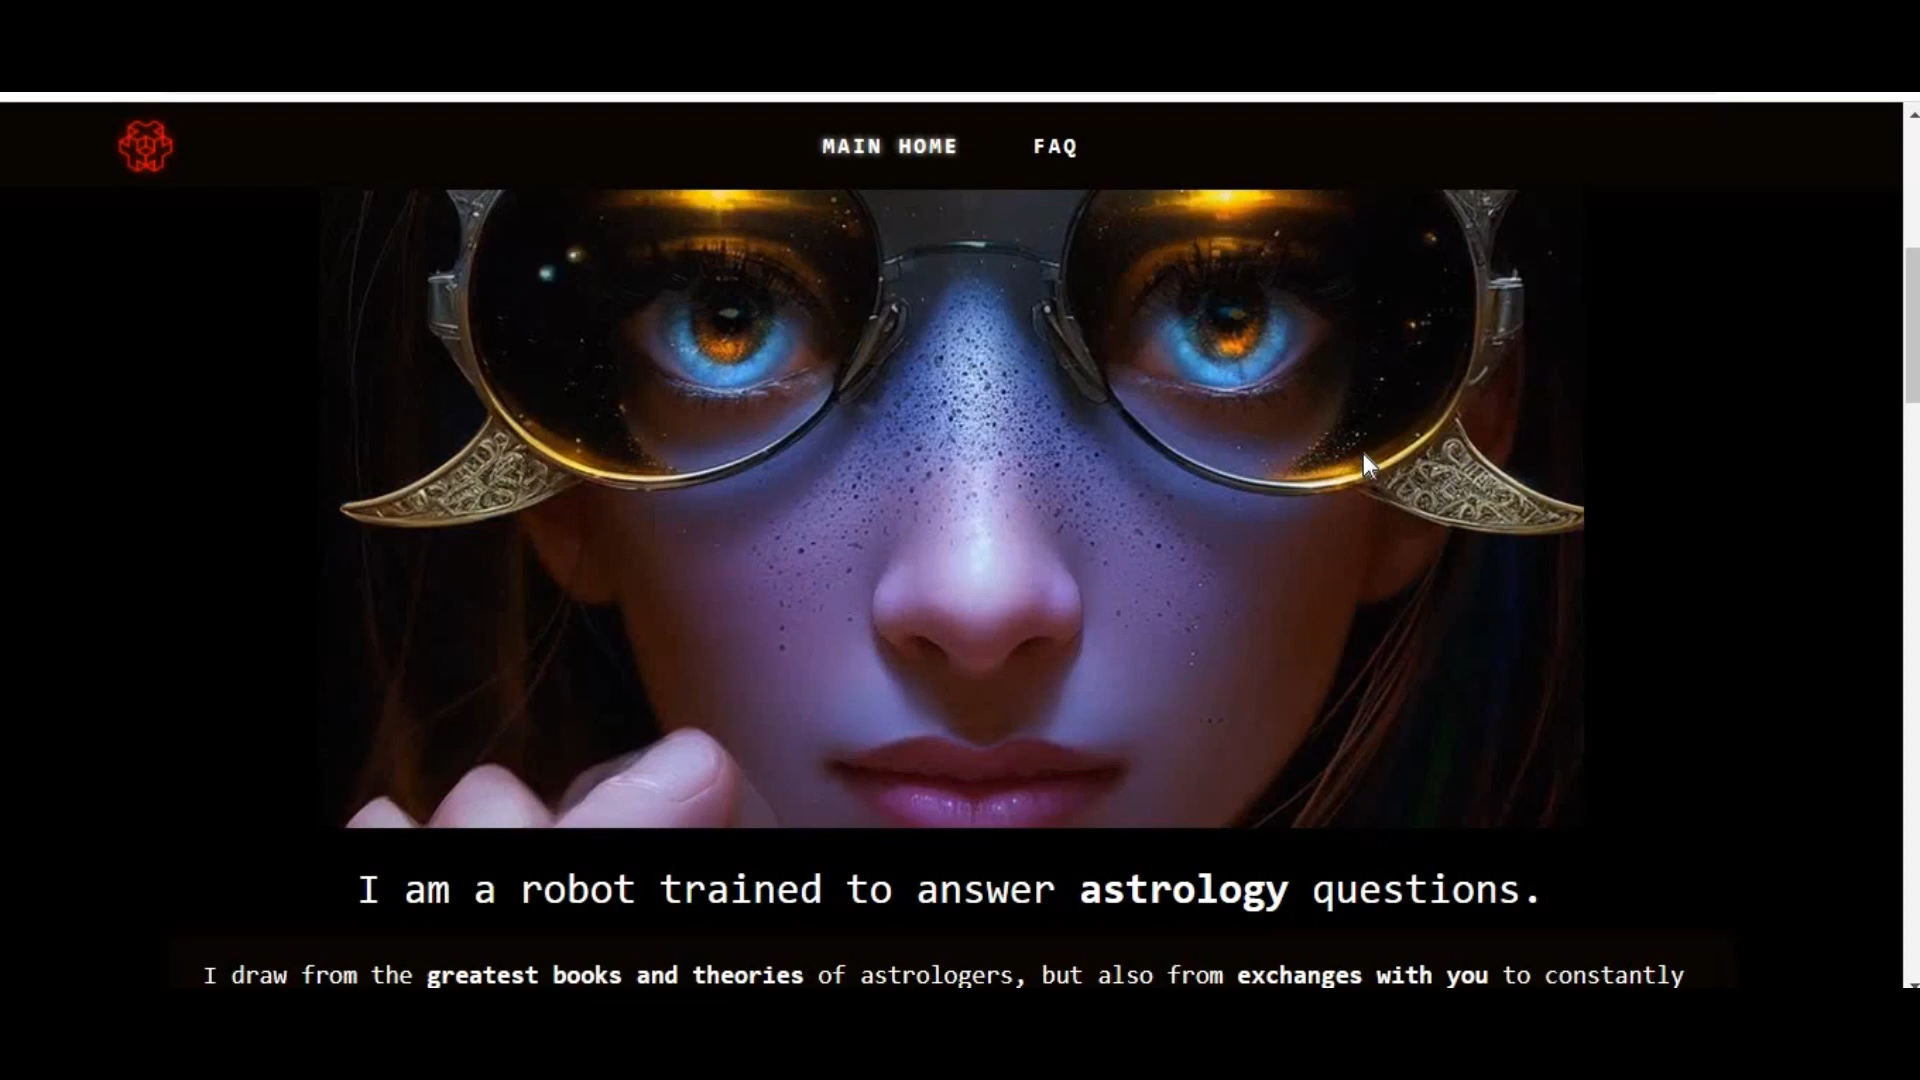 MAIN HOME FAQ
I am a robot trained to answer astrology questions.
I draw from the greatest books and theories of astrologers, but also from exchanges with you to constantly